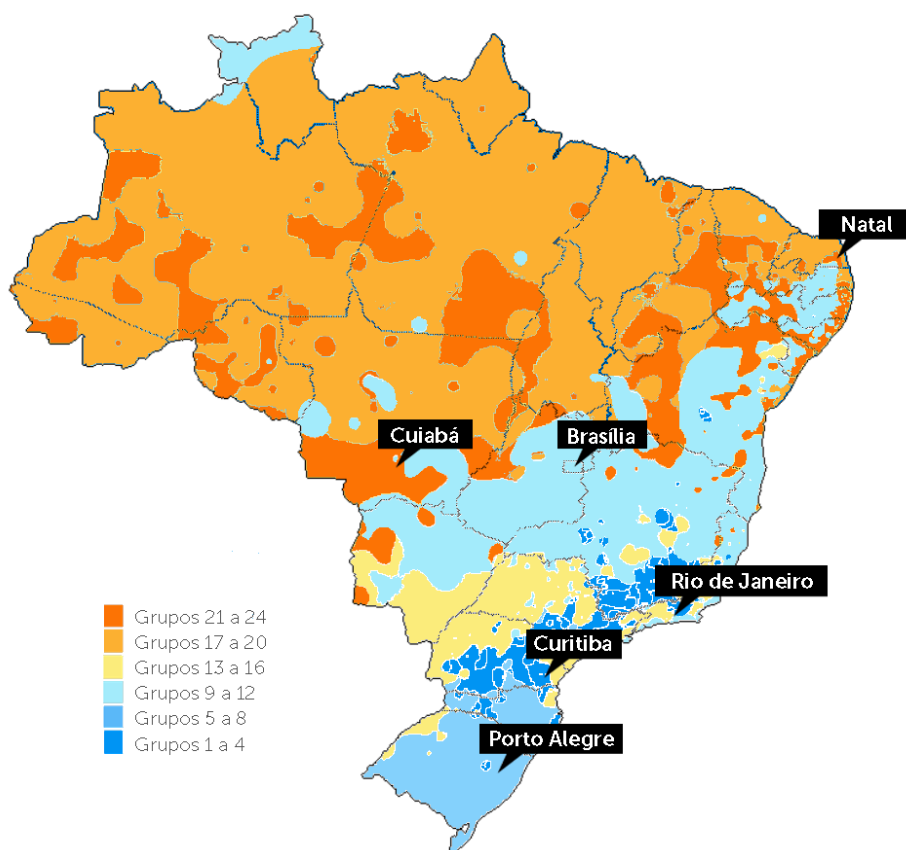 Natal
Cuiabá
Brasília
Rio de Janeiro
Curitiba
Porto Alegre
Grupos 21 a 24
Grupos 17 a 20
Grupos 13 a 16
Grupos 9 a 12
Grupos 5 a 8
Grupos 1 a 4